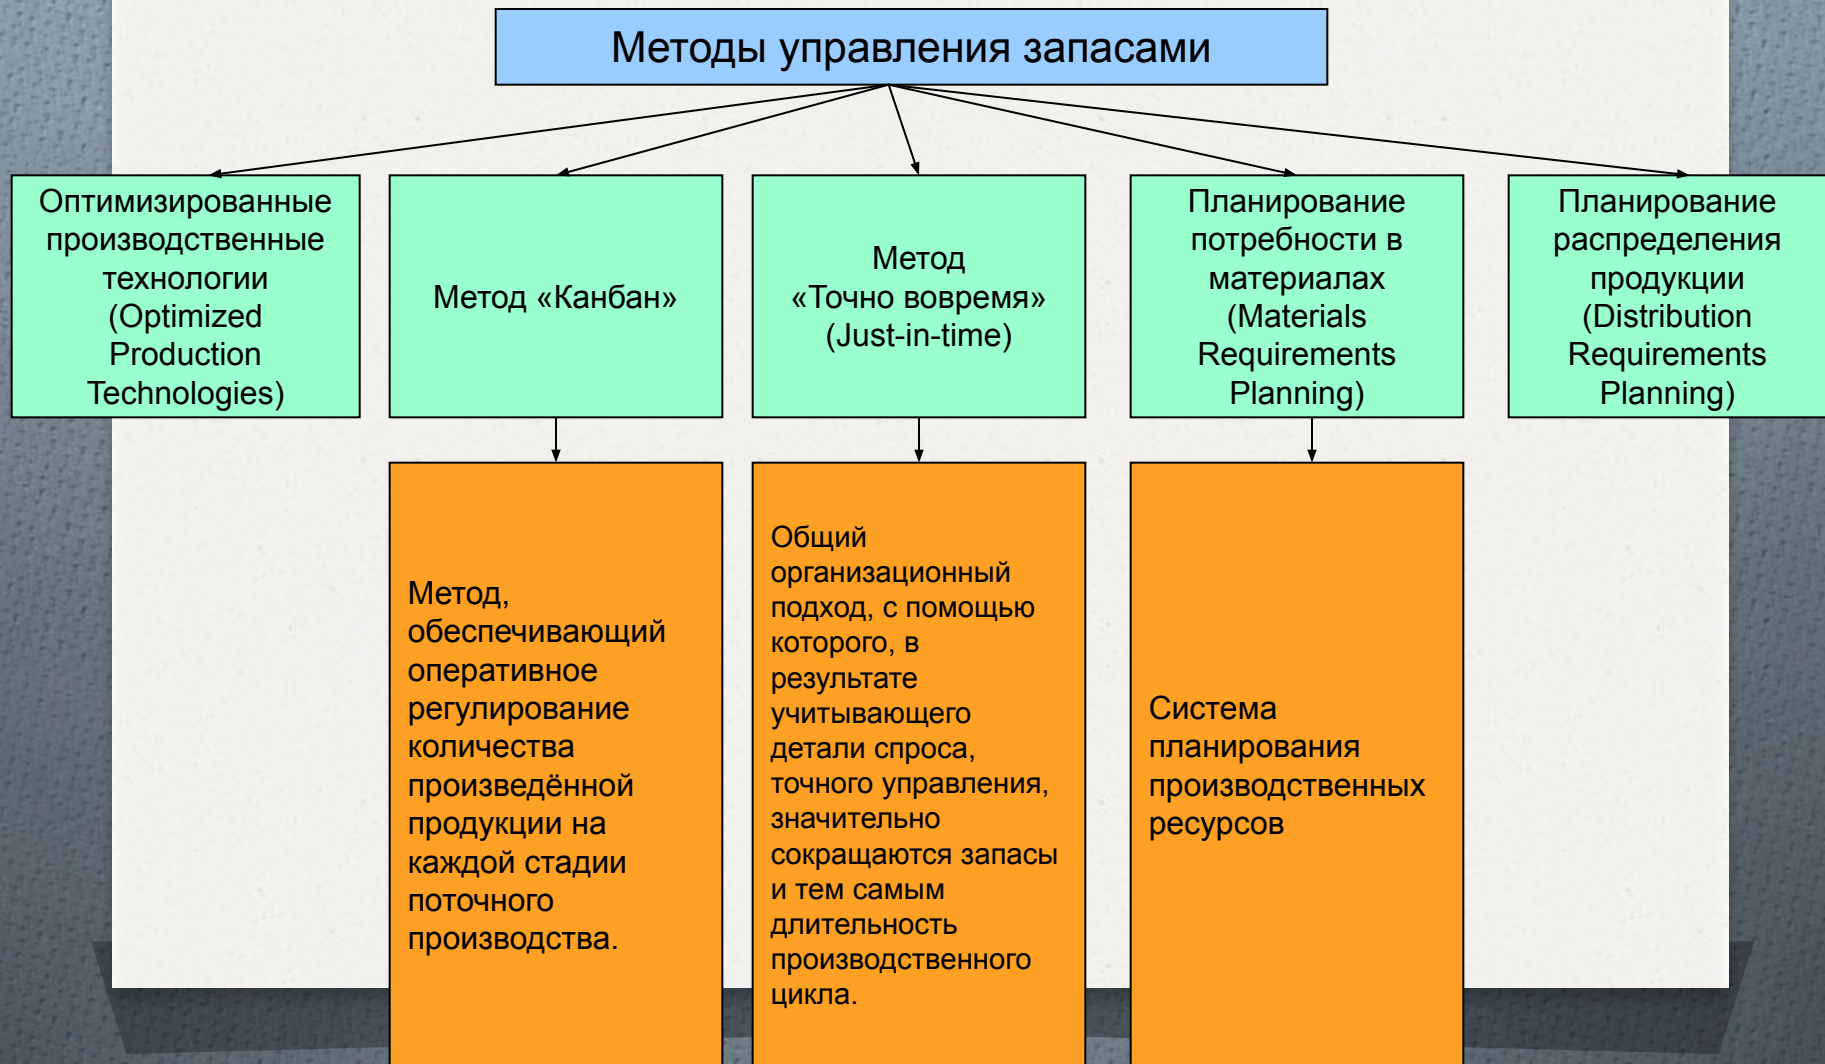 Методы управления запасами
Оптимизированные
производственные
технологии
(Optimized
Production
Technologies)
Метод «Канбан»
Метод
«Точно вовремя»
(Just-in-time)
Планирование
потребности в
материалах
(Materials
Requirements
Planning)
Планирование
распределения
продукции
(Distribution
Requirements
Planning)
Метод,
обеспечивающий
оперативное
регулирование
количества
произведённой
продукции на
каждой стадии
поточного
производства.
Общий
организационный
подход, с помощью
которого, в
результате
учитывающего
детали спроса,
точного управления,
значительно
сокращаются запасы
и тем самым
длительность
производственного
цикла.
Система
планирования
производственных
ресурсов